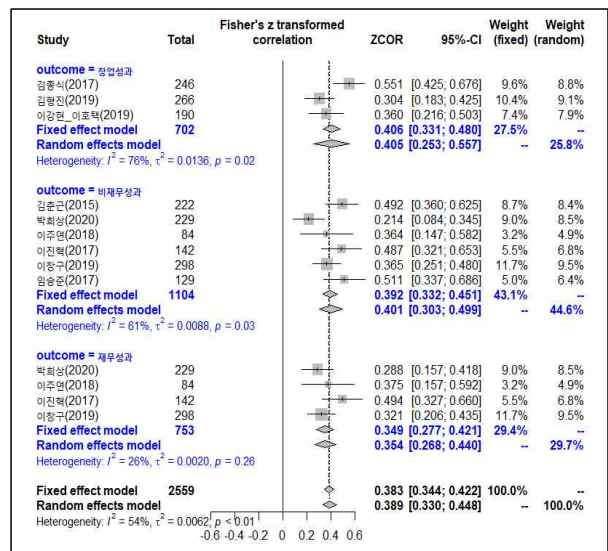 Fisher's z transformed Weight Weight
Study Total correlation ZCOR 95%-CI (fixed) (random)
outcome = 창업성과
김종식(2017) 246 0.551 [0.425; 0.676] 9.6% 8.8%
김형진(2019) 266 0.304 [0.183; 0.425] 10.4% 9.1%
이강현_이호택(2019) 190 0.360 [0.216; 0.503] 7.4% 7.9%
Fixed effect model 702 0.406 [0.331; 0.480] 27.5% --
Random effects model 0.405 [0.253; 0.557] -- 25.8%
Heterogeneity: I² = 76%, τ² = 0.0136, p = 0.02
outcome = 비재무성과
김춘근(2015) 222 0.492 [0.360; 0.625] 8.7% 8.4%
박희상(2020) 229 0.214 [0.084; 0.345] 9.0% 8.5%
이주연(2018) 84 0.364 [0.147; 0.582] 3.2% 4.9%
이진혁(2017) 142 0.487 [0.321; 0.653] 5.5% 6.8%
이창구(2019) 298 0.365 [0.251; 0.480] 11.7% 9.5%
임승준(2017) 129 0.511 [0.337; 0.686] 5.0% 6.4%
Fixed effect model 1104 0.392 [0.332; 0.451] 43.1% --
Random effects model 0.401 [0.303; 0.499] -- 44.6%
Heterogeneity: I² = 61%, τ² = 0.0088, p = 0.03
outcome = 재무성과
박희상(2020) 229 0.288 [0.157; 0.418] 9.0% 8.5%
이주연(2018) 84 0.375 [0.157; 0.592] 3.2% 4.9%
이진혁(2017) 142 0.494 [0.327; 0.660] 5.5% 6.8%
이창구(2019) 298 0.321 [0.206; 0.435] 11.7% 9.5%
Fixed effect model 753 0.349 [0.277; 0.421] 29.4% --
Random effects model 0.354 [0.268; 0.440] -- 29.7%
Heterogeneity: I² = 26%, τ² = 0.0020, p = 0.26
Fixed effect model 2559 0.383 [0.344; 0.422] 100.0% --
Random effects model 0.389 [0.330; 0.448] -- 100.0%
Heterogeneity: I² = 54%, τ² = 0.0062, p < 0.01
-0.6 -0.4 -0.2 0 0.2 0.4 0.6